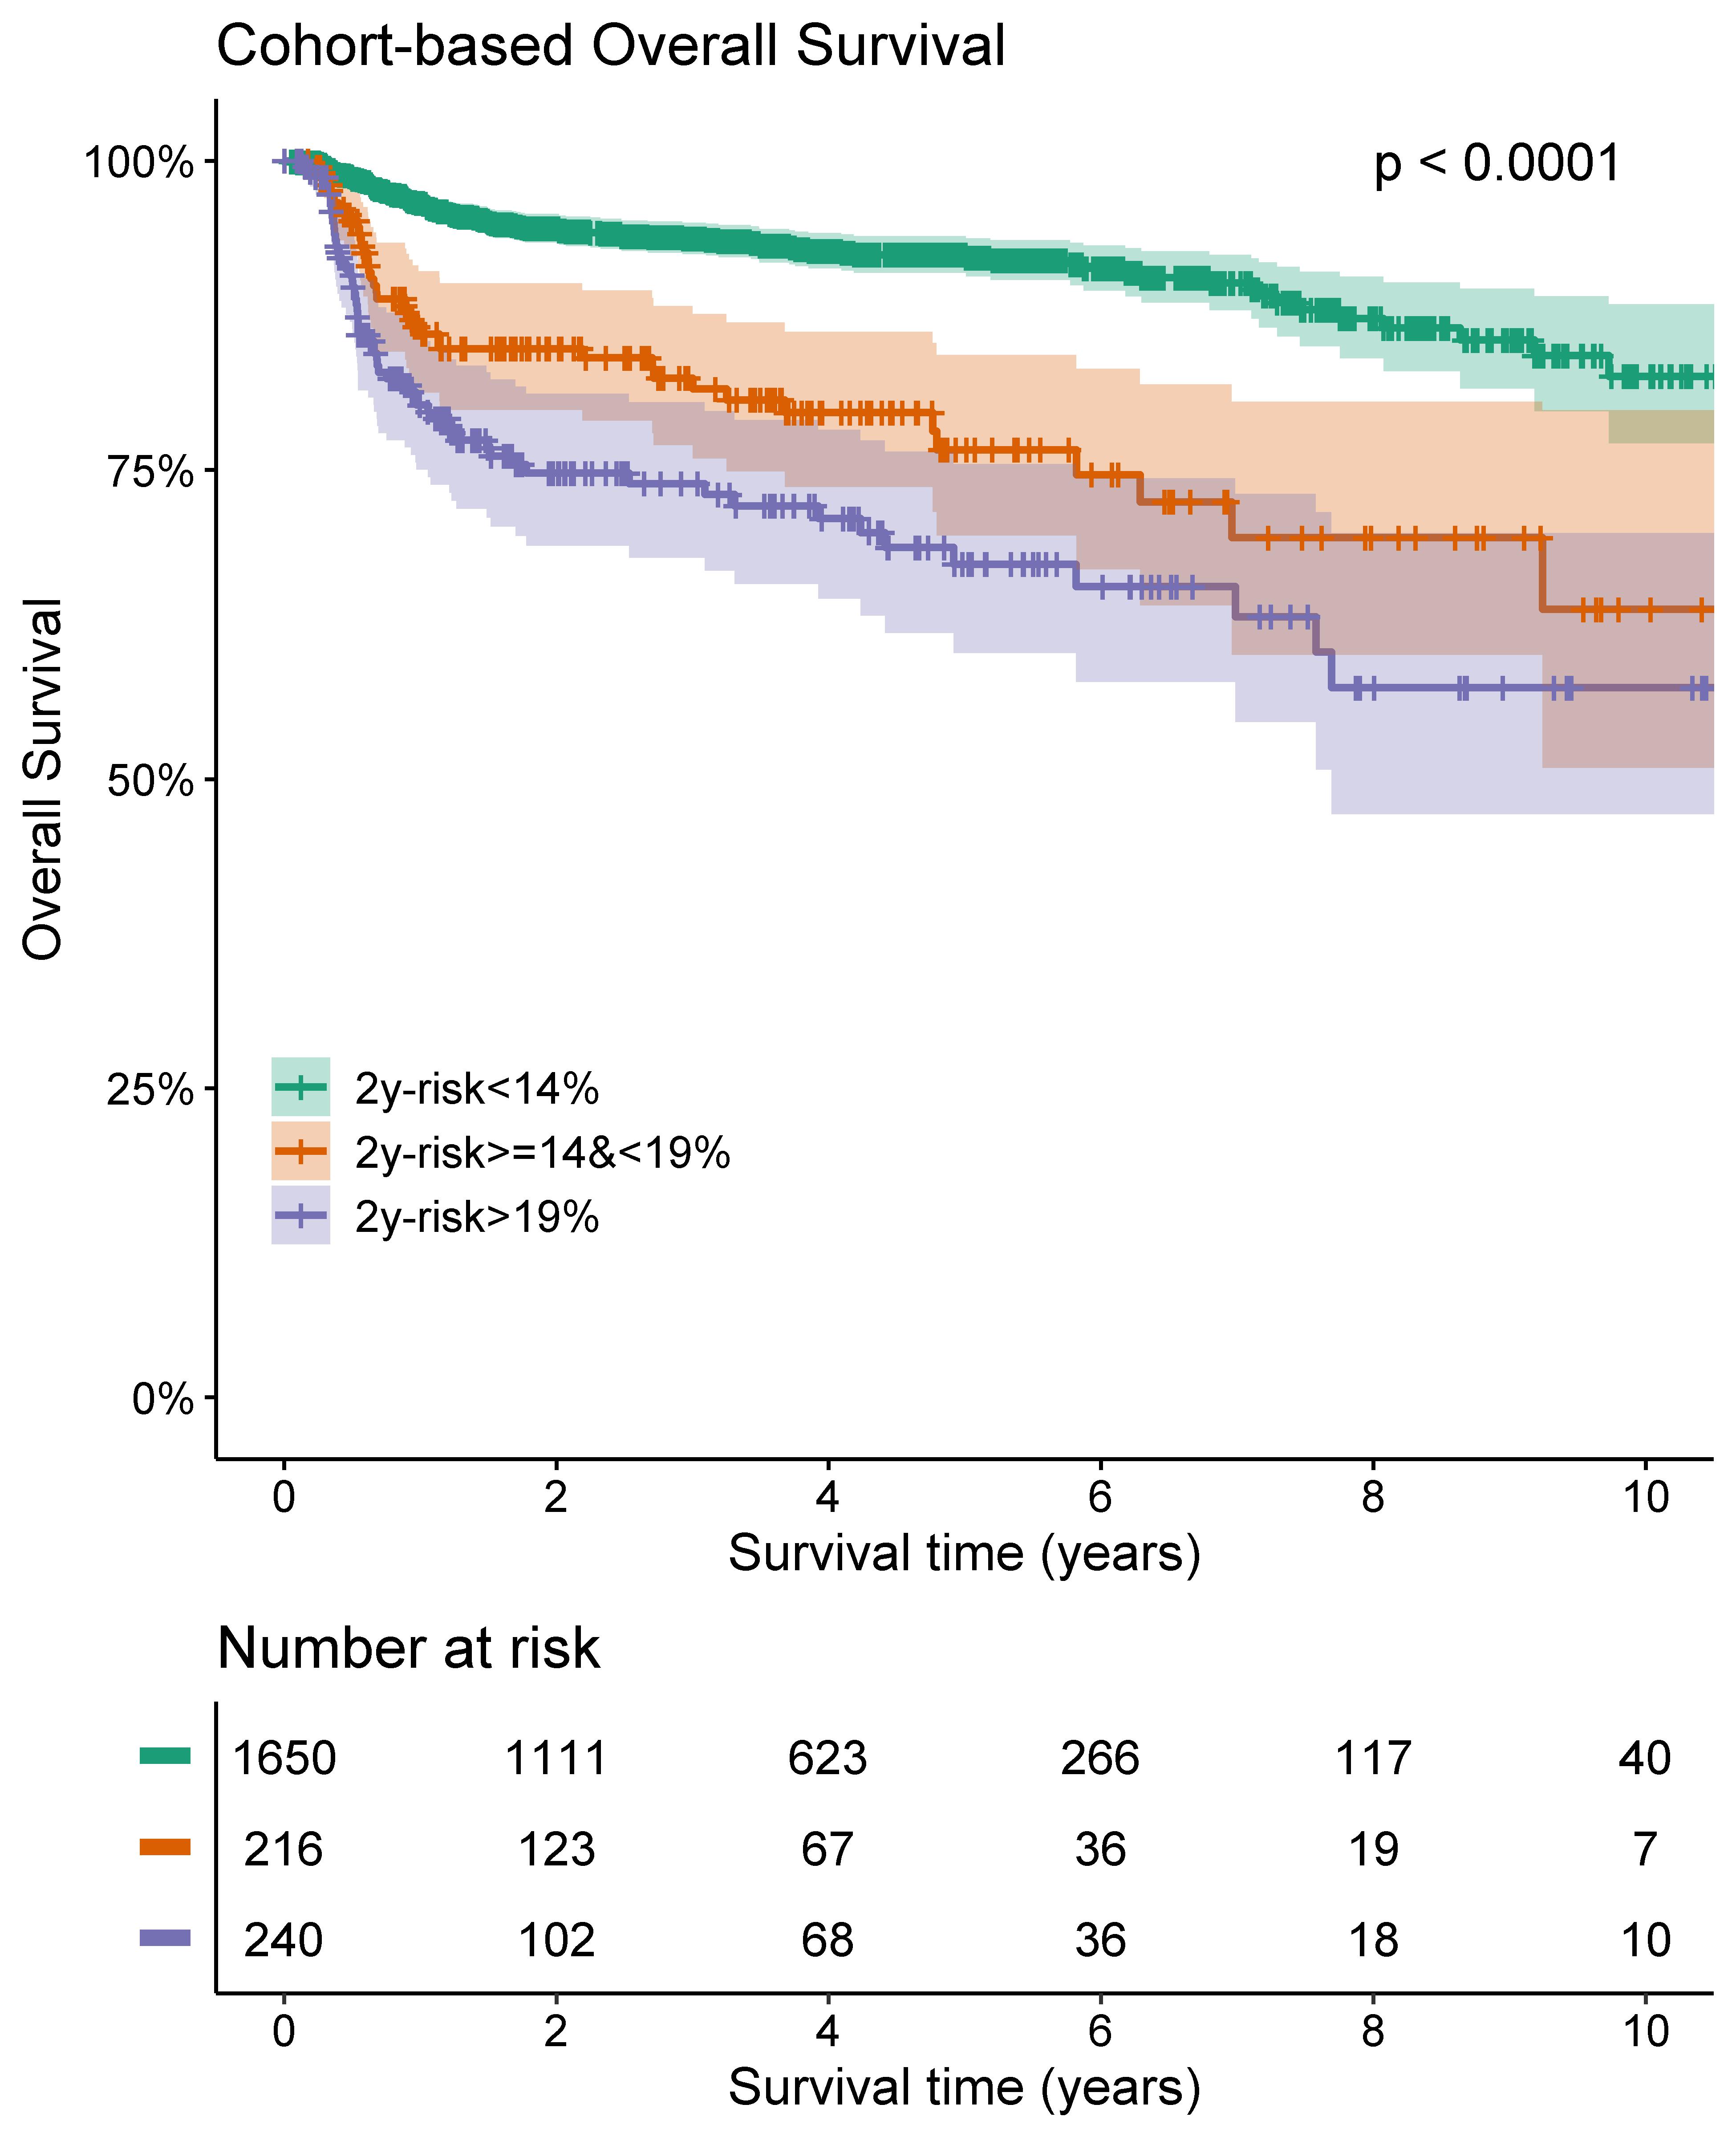 Cohort-based Overall Survival
p < 0.0001
100%
75%
50%
25%
0%
Overall Survival
2y-risk<14%
2y-risk>=14&<19%
2y-risk>19%
0 2 4 6 8 10
Survival time (years)
Number at risk
1650 1111 623 266 117 40
216 123 67 36 19 7
240 102 68 36 18 10
0 2 4 6 8 10
Survival time (years)